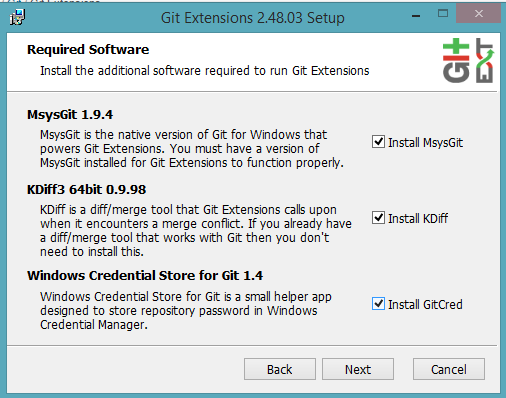 Git Extensions 2.48.03 Setup
Required Software
Install the additional software required to run Git Extensions
Git
EXT
MsysGit 1.9.4
MsysGit is the native version of Git for Windows that
powers Git Extensions. You must have a version of
MsysGit installed for Git Extensions to function properly.
Install MsysGit
KDiff3 64bit 0.9.98
KDiff is a diff/merge tool that Git Extensions calls upon
when it encounters a merge conflict. If you already have
a diff/merge tool that works with Git then you don't
need to install this.
Install KDiff
Windows Credential Store for Git 1.4
Windows Credential Store for Git is a small helper app
designed to store repository password in Windows
Credential Manager.
Install GitCred
Back
Next
Cancel